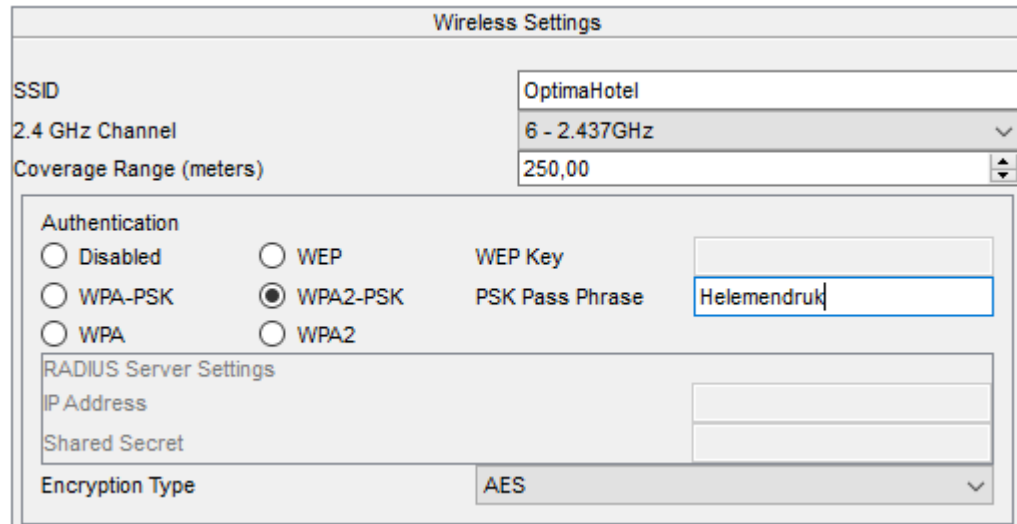 Wireless Settings
SSID OptimaHotel
2.4 GHz Channel 6 - 2.437GHz
Coverage Range (meters) 250,00
Authentication
Disabled WEP WEP Key
WPA-PSK WPA2-PSK PSK Pass Phrase Helemendruk
WPA WPA2
RADIUS Server Settings
IP Address
Shared Secret
Encryption Type AES